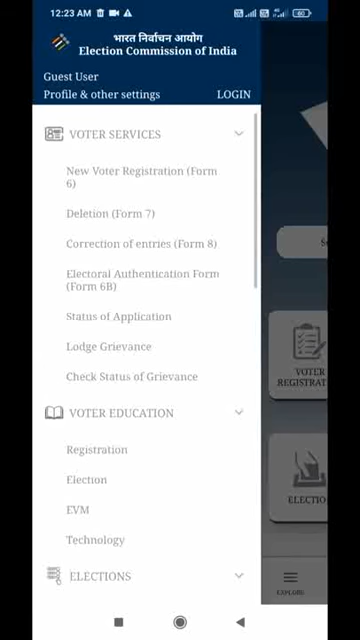 12:23 AM
60
भारत निर्वाचन आयोग
Election Commission of India
Guest User
Profile & other settings LOGIN
VOTER SERVICES
New Voter Registration (Form
6)
Deletion (Form 7)
Correction of entries (Form 8)
Electoral Authentication Form
(Form 6B)
Status of Application
Lodge Grievance
Check Status of Grievance
VOTER EDUCATION
Registration
Election
EVM
Technology
ELECTIONS
VOTER
REGISTRAT
ELECTIO
EXPLORE